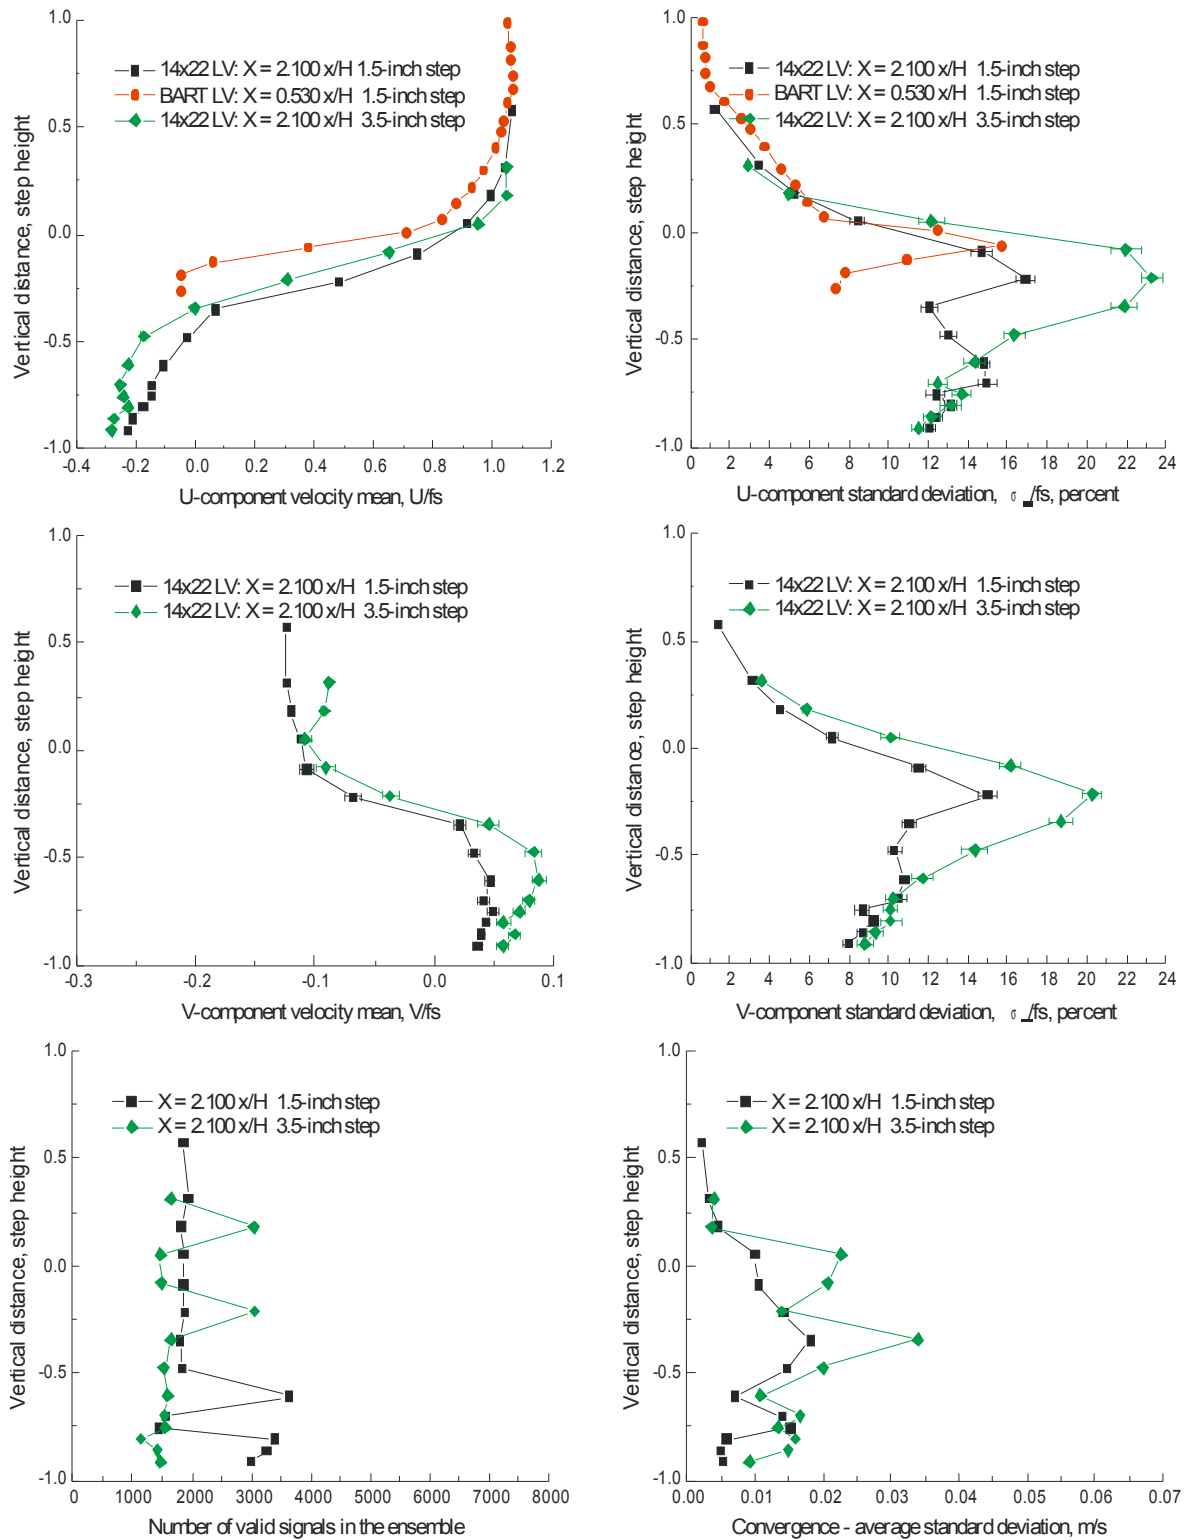 1.0
14x22 LV: X = 2.100 x/H 1.5-inch step
BART LV: X = 0.530 x/H 1.5-inch step
14x22 LV: X = 2.100 x/H 3.5-inch step
0.5
Vertical distance, step height
0.0
-0.5
-1.0
-0.4 -0.2 0.0 0.2 0.4 0.6 0.8 1.0 1.2
U-component velocity mean, U/fs
1.0
14x22 LV: X = 2.100 x/H 1.5-inch step
BART LV: X = 0.530 x/H 1.5-inch step
14x22 LV: X = 2.100 x/H 3.5-inch step
0.5
Vertical distance, step height
0.0
-0.5
-1.0
0 2 4 6 8 10 12 14 16 18 20 22 24
U-component standard deviation, σ_/fs, percent
1.0
14x22 LV: X = 2.100 x/H 1.5-inch step
14x22 LV: X = 2.100 x/H 3.5-inch step
0.5
Vertical distance, step height
0.0
-0.5
-1.0
-0.3 -0.2 -0.1 0.0 0.1
V-component velocity mean, V/fs
1.0
14x22 LV: X = 2.100 x/H 1.5-inch step
14x22 LV: X = 2.100 x/H 3.5-inch step
0.5
Vertical distance, step height
0.0
-0.5
-1.0
0 2 4 6 8 10 12 14 16 18 20 22 24
V-component standard deviation, σ_/fs, percent
1.0
X = 2.100 x/H 1.5-inch step
X = 2.100 x/H 3.5-inch step
0.5
Vertical distance, step height
0.0
-0.5
-1.0
0 1000 2000 3000 4000 5000 6000 7000 8000
Number of valid signals in the ensemble
1.0
X = 2.100 x/H 1.5-inch step
X = 2.100 x/H 3.5-inch step
0.5
Vertical distance, step height
0.0
-0.5
-1.0
0.00 0.01 0.02 0.03 0.04 0.05 0.06 0.07
Convergence - average standard deviation, m/s